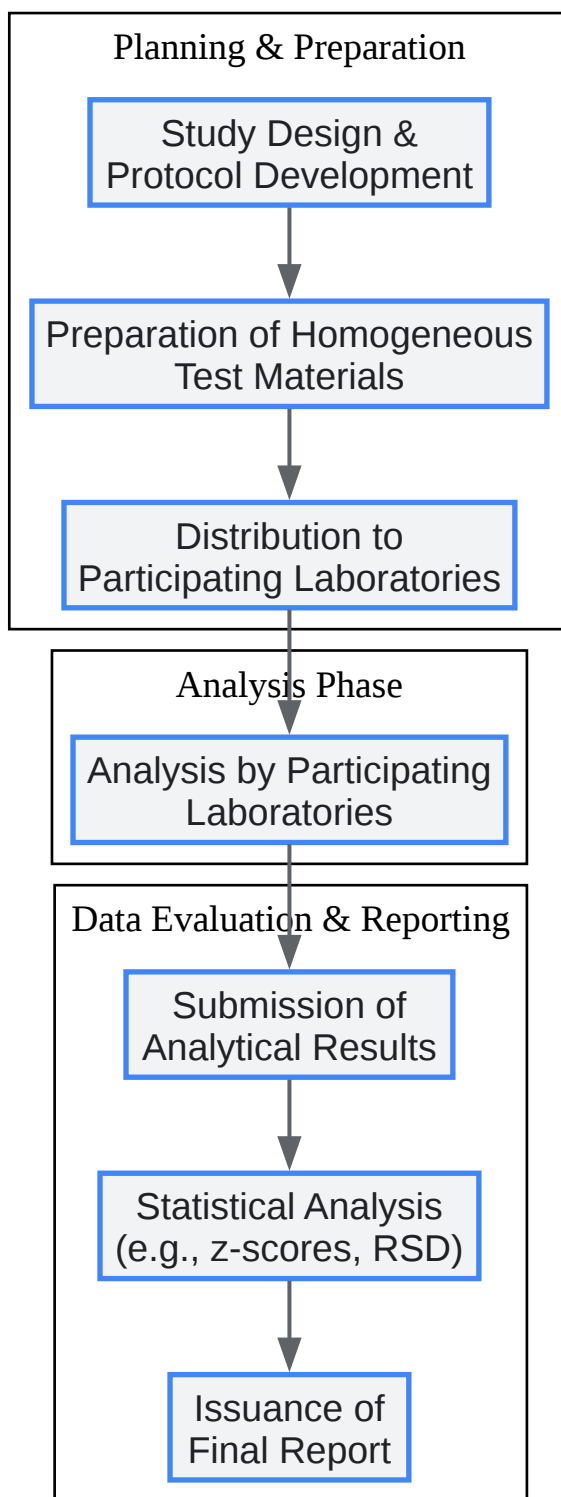 Planning & Preparation
Study Design &
Protocol Development
Preparation of Homogeneous
Test Materials
Distribution to
Participating Laboratories
Analysis Phase
Analysis by Participating
Laboratories
Data Evaluation & Reporting
Submission of
Analytical Results
Statistical Analysis
(e.g., z-scores, RSD)
Issuance of
Final Report